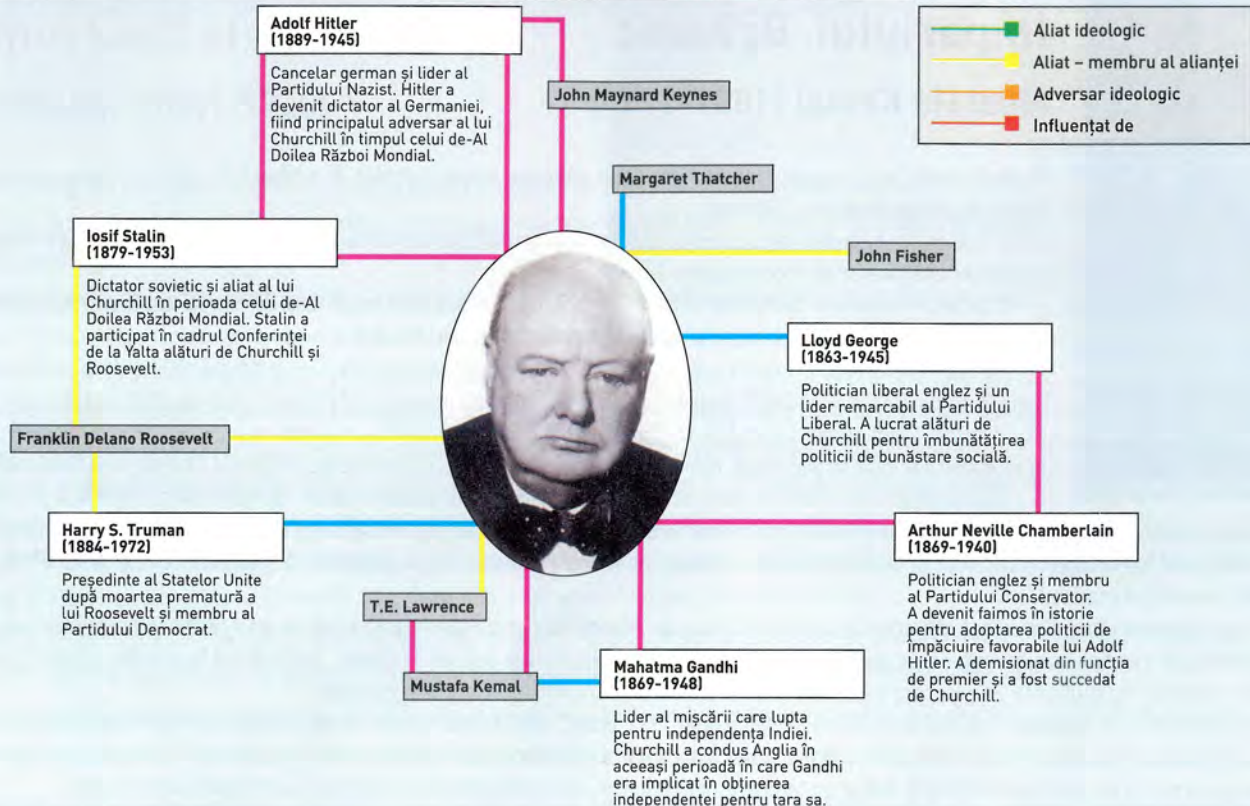 Adolf Hitler
(1889-1945)
Cancelar german și lider al
Partidului Nazist. Hitler a
devenit dictator al Germaniei,
fiind principalul adversar al lui
Churchill în timpul celui de-Al
Doilea Război Mondial.
John Maynard Keynes
Aliat ideologic
Aliat – membru al alianței
Adversar ideologic
Influențat de
Margaret Thatcher
John Fisher
Iosif Stalin
(1879-1953)
Dictator sovietic și aliat al lui
Churchill în perioada celui de-Al
Doilea Război Mondial. Stalin a
participat în cadrul Conferinței
de la Yalta alături de Churchill și
Roosevelt.
Lloyd George
(1863-1945)
Politician liberal englez și un
lider remarcabil al Partidului
Liberal. A lucrat alături de
Churchill pentru îmbunătățirea
politicii de bunăstare socială.
Franklin Delano Roosevelt
Harry S. Truman
(1884-1972)
Președinte al Statelor Unite
după moartea prematură a
lui Roosevelt și membru al
Partidului Democrat.
Arthur Neville Chamberlain
(1869-1940)
Politician englez și membru
al Partidului Conservator.
A devenit faimos în istorie
pentru adoptarea politicii de
împăciuire favorabile lui Adolf
Hitler. A demisionat din funcția
de premier și a fost succedat
de Churchill.
T.E. Lawrence
Mustafa Kemal
Mahatma Gandhi
(1869-1948)
Lider al mișcării care lupta
pentru independența Indiei.
Churchill a condus Anglia în
aceeași perioadă în care Gandhi
era implicat în obținerea
independenței pentru țara sa.